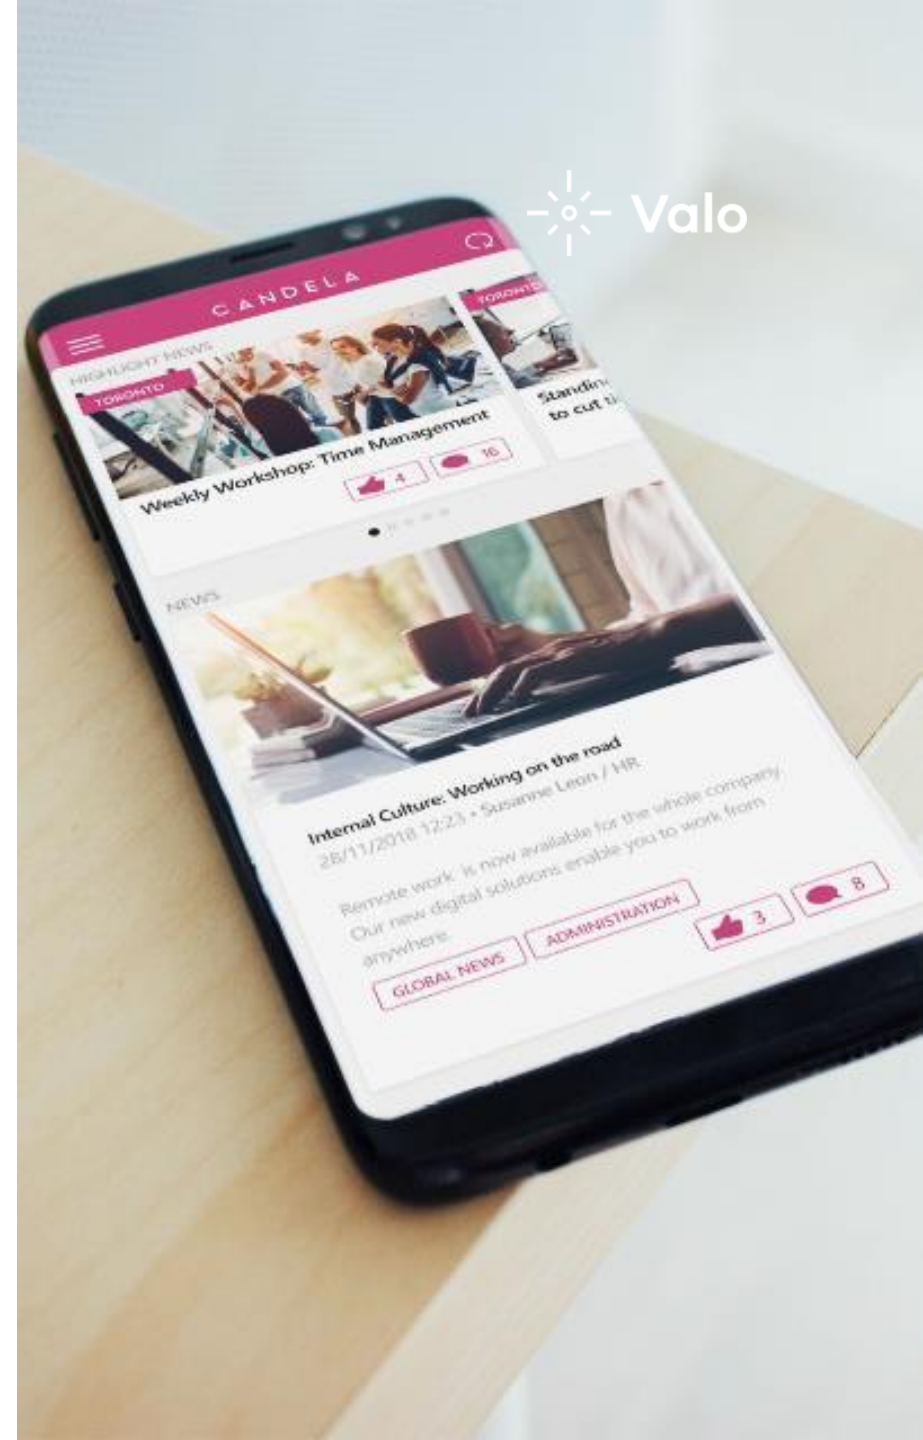 Valo
CANDELA
HIGHLIGHT NEWS
TORONTO
Weekly Workshop: Time Management
4
16
TORONTO
Standing
to cut ti
NEWS
Internal Culture: Working on the road
28/11/2018 12:23 • Susanne Leon / HR
Remote work is now available for the whole company.
Our new digital solutions enable you to work from
anywhere.
GLOBAL NEWS
ADMINISTRATION
3
8